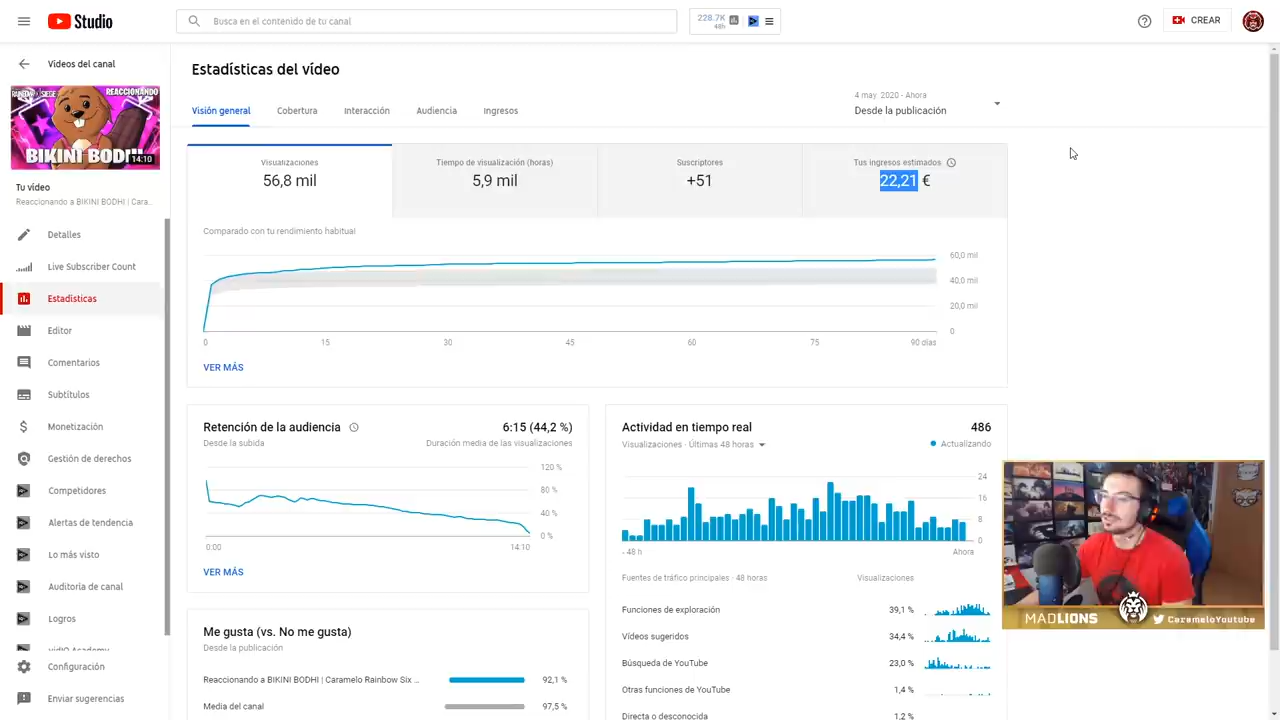 Studio
Busca en el contenido de tu canal
228.7K
48h
CREAR
Vídeos del canal
RAINBOW SIEGE
REACCIONANDO
BIKINI BODI
14:10
Tu vídeo
Reaccionando a BIKINI BODHI | Cara...
Detalles
Live Subscriber Count
Estadísticas
Editor
Comentarios
Subtítulos
Monetización
Gestión de derechos
Competidores
Alertas de tendencia
Lo más visto
Auditoría de canal
Logros
vidIQ Academy
Configuración
Enviar sugerencias
Estadísticas del vídeo
Visión general
Cobertura
Interacción
Audiencia
Ingresos
4 may. 2020 - Ahora
Desde la publicación
Visualizaciones
56,8 mil
Tiempo de visualización (horas)
5,9 mil
Suscriptores
+51
Tus ingresos estimados
22,21 €
Comparado con tu rendimiento habitual
60,0 mil
40,0 mil
20,0 mil
0
0
15
30
45
60
75
90 días
VER MÁS
Retención de la audiencia
6:15 (44,2 %)
Desde la subida
Duración media de las visualizaciones
120 %
80 %
40 %
0 %
0:00
14:10
VER MÁS
Me gusta (vs. No me gusta)
Desde la publicación
Reaccionando a BIKINI BODHI | Caramelo Rainbow Six ...
92,1 %
Media del canal
97,5 %
Actividad en tiempo real
486
Visualizaciones · Últimas 48 horas
Actualizando
24
16
8
0
- 48 h
Ahora
Fuentes de tráfico principales · 48 horas
Visualizaciones
Funciones de exploración
39,1 %
Vídeos sugeridos
34,4 %
Búsqueda de YouTube
23,0 %
Otras funciones de YouTube
1,4 %
Directa o desconocida
1,2 %
MADLIONS
CarameloYoutube